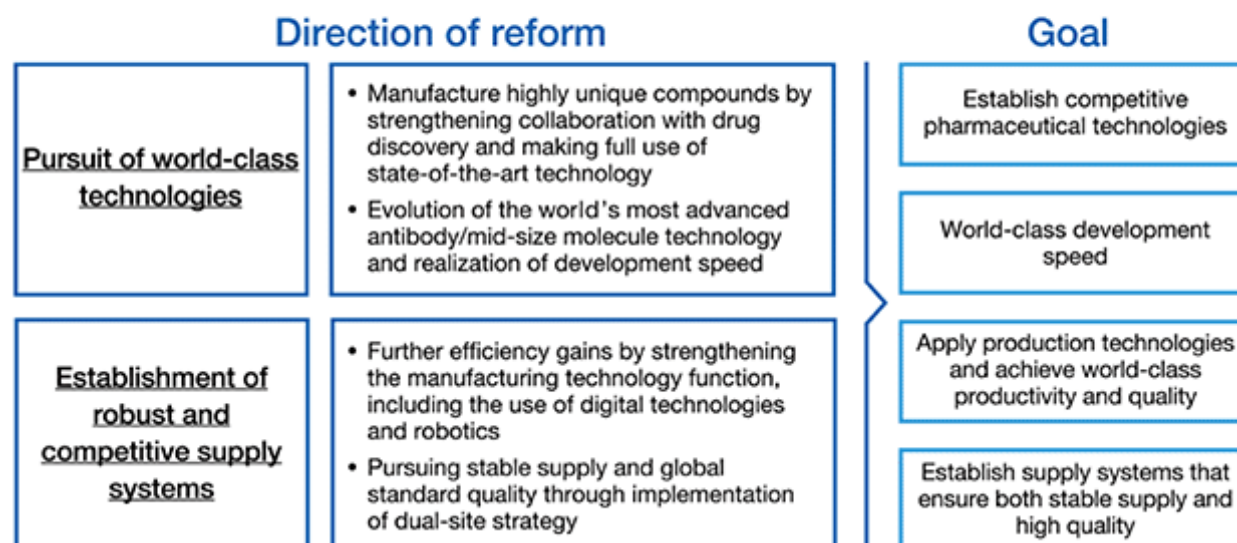 Direction of reform
Goal
Pursuit of world-class
technologies
• Manufacture highly unique compounds by
strengthening collaboration with drug
discovery and making full use of
state-of-the-art technology
• Evolution of the world's most advanced
antibody/mid-size molecule technology
and realization of development speed
Establishment of
robust and
competitive supply
systems
• Further efficiency gains by strengthening
the manufacturing technology function,
including the use of digital technologies
and robotics
• Pursuing stable supply and global
standard quality through implementation
of dual-site strategy
Establish competitive
pharmaceutical technologies
World-class development
speed
Apply production technologies
and achieve world-class
productivity and quality
Establish supply systems that
ensure both stable supply and
high quality